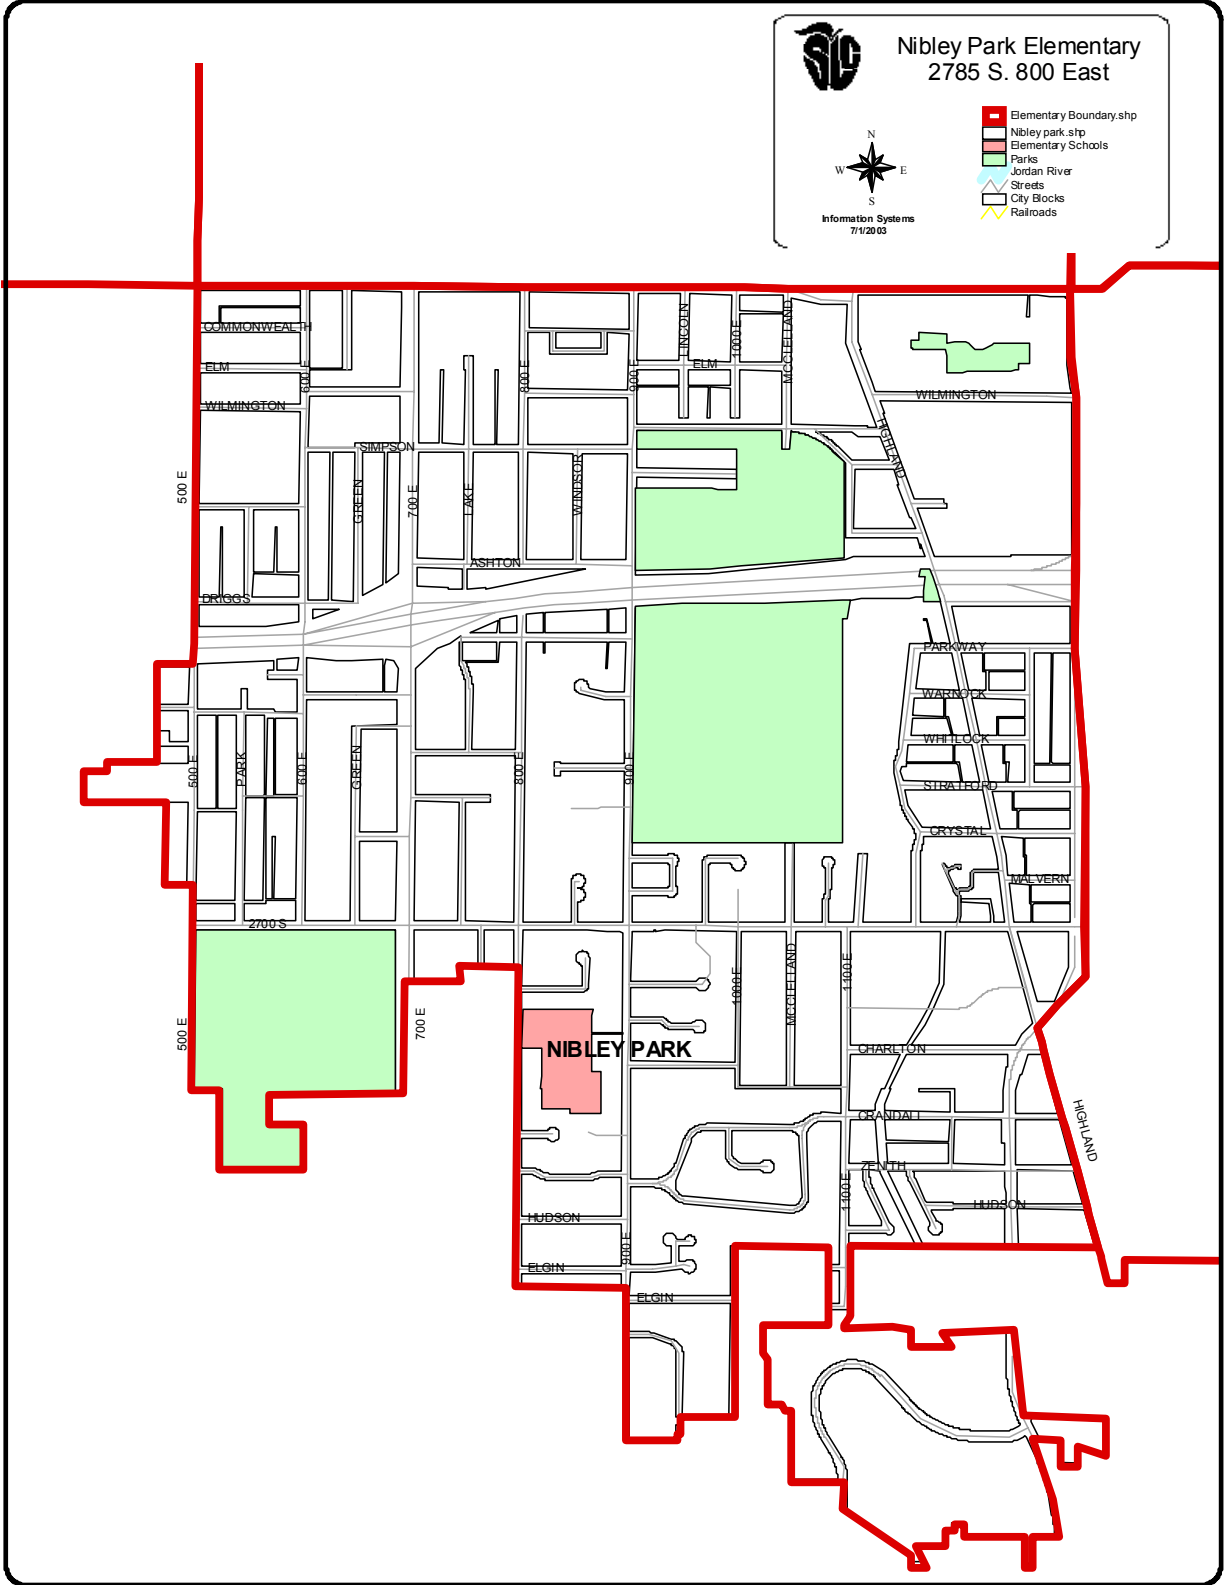 SLC
Nibley Park Elementary
2785 S. 800 East
Elementary Boundary.shp
Nibley park.shp
Elementary Schools
Parks
Jordan River
Streets
City Blocks
Railroads
N
W
E
S
Information Systems
7/1/2003
COMMONWEALTH
ELM
WILMINGTON
600 E
SIMPSON
500 E
GREEN
700 E
LAKE
800 E
WINDSOR
900 E
LINCOLN
1000 E
MCCLELLAND
ELM
WILMINGTON
HIGHLAND
ASHTON
DRIGGS
PARKWAY
WARNOCK
WHITLOCK
STRATFORD
CRYSTAL
MALVERN
500 E
PARK
600 E
GREEN
800 E
900 E
2700 S
500 E
700 E
1000 E
MCCLELLAND
1100 E
NIBLEY PARK
CHARLTON
CRANDALL
ZENITH
HIGHLAND
1100 E
HUDSON
HUDSON
900 E
ELGIN
ELGIN